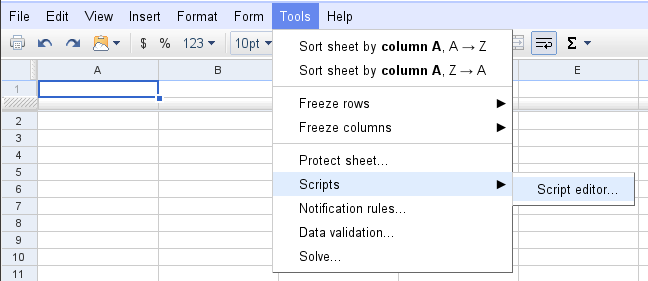 File Edit View Insert Format Form Tools Help
$ % 123 10pt Σ
Sort sheet by column A, A → Z
Sort sheet by column A, Z → A
Freeze rows
Freeze columns
Protect sheet...
Scripts
Script editor...
Notification rules...
Data validation...
Solve...
A B E
1
2
3
4
5
6
7
8
9
10
11